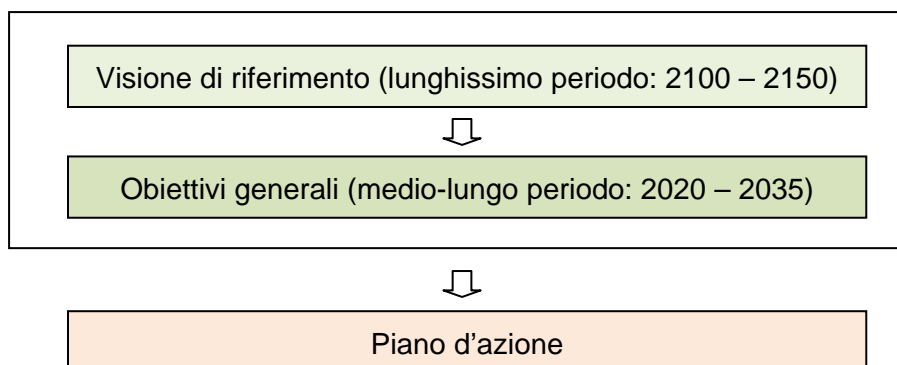 Visione di riferimento (lunghissimo periodo: 2100 – 2150)
Obiettivi generali (medio-lungo periodo: 2020 – 2035)
Piano d'azione